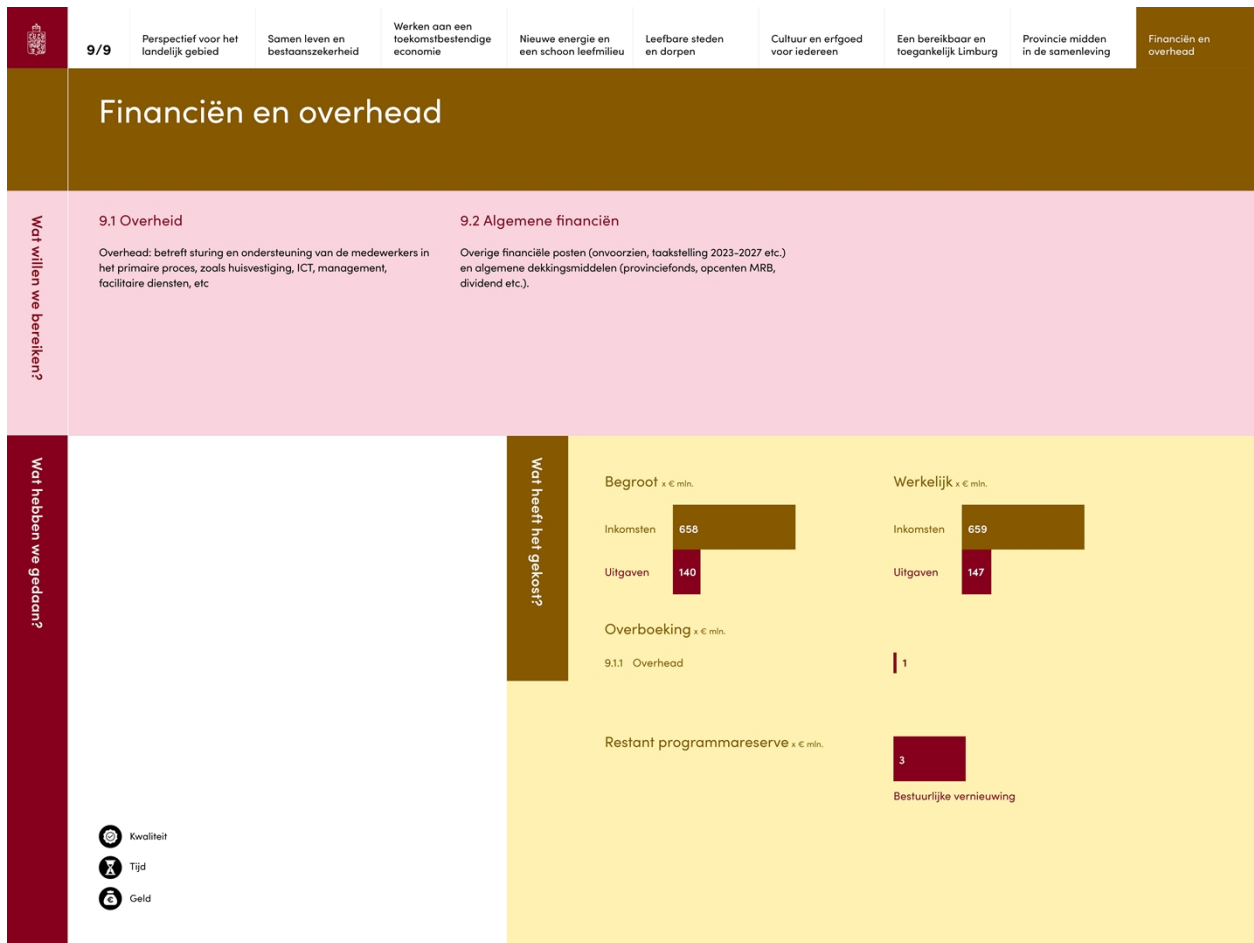 9/9
Perspectief voor het
landelijk gebied
Samen leven en
bestaanszekerheid
Werken aan een
toekomstbestendige
economie
Nieuwe energie en
een schoon leefmilieu
Leefbare steden
en dorpen
Cultuur en erfgoed
voor iedereen
Een bereikbaar en
toegankelijk Limburg
Provincie midden
in de samenleving
Financiën en
overhead
Financiën en overhead
Wat willen we bereiken?
9.1 Overheid
Overhead: betreft sturing en ondersteuning van de medewerkers in
het primaire proces, zoals huisvestiging, ICT, management,
facilitaire diensten, etc
9.2 Algemene financiën
Overige financiële posten (onvoorzien, taakstelling 2023-2027 etc.)
en algemene dekkingsmiddelen (provinciefonds, opcenten MRB,
dividend etc.).
Wat hebben we gedaan?
Kwaliteit
Tijd
Geld
Wat heeft het gekost?
Begroot x € mln.
Inkomsten 658
Uitgaven 140
Werkelijk x € mln.
Inkomsten 659
Uitgaven 147
Overboeking x € mln.
9.1.1 Overhead 1
Restant programmareserve x € mln.
3
Bestuurlijke vernieuwing